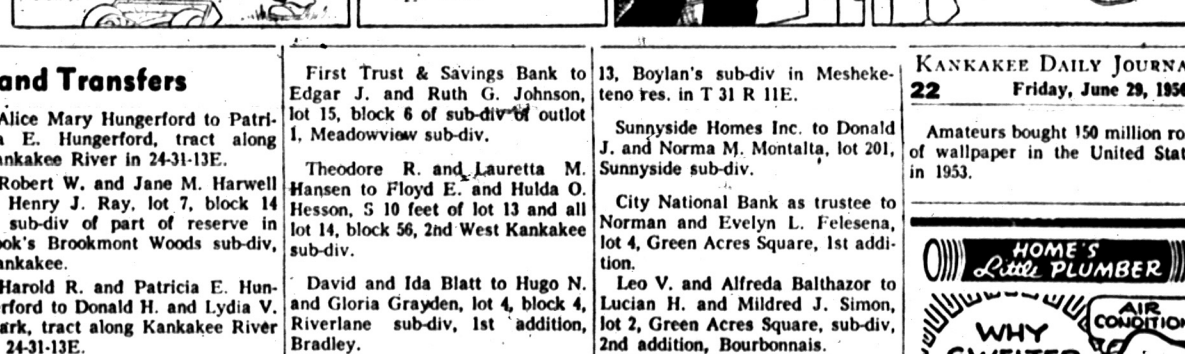 and Transfers
Alice Mary Hungerford to Patri-
E. Hungerford, tract along
ankakee River in 24-31-13E.
Robert W. and Jane M. Harwell
Henry J. Ray, lot 7, block 14
sub-div of part of reserve in
ok's Brookmont Woods sub-div,
ankakee.
Harold R. and Patricia E. Hun-
rford to Donald H. and Lydia V.
ark, tract along Kankakee River
24-31-13E.
First Trust & Savings Bank to
Edgar J. and Ruth G. Johnson,
lot 15, block 6 of sub-div of outlot
1, Meadowview sub-div.
Theodore R. and Lauretta M.
Hansen to Floyd E. and Hulda O.
Hesson, S 10 feet of lot 13 and all
lot 14, block 56, 2nd West Kankakee
sub-div.
David and Ida Blatt to Hugo N.
and Gloria Grayden, lot 4, block 4,
Riverlane sub-div, 1st addition,
Bradley.
13, Boylan's sub-div in Mesheke-
teno res. in T 31 R 11E.
Sunnyside Homes Inc. to Donald
J. and Norma M. Montalta, lot 201,
Sunnyside sub-div.
City National Bank as trustee to
Norman and Evelyn L. Felesena,
lot 4, Green Acres Square, 1st addi-
tion.
Leo V. and Alfreda Balthazor to
Lucian H. and Mildred J. Simon,
lot 2, Green Acres Square, sub-div,
2nd addition, Bourbonnais.
KANKAKEE DAILY JOURNA
22 Friday, June 29, 1956
Amateurs bought 150 million ro
of wallpaper in the United Stat
in 1953.
HOME'S
Little PLUMBER
WHY
AIR
CONDITIO